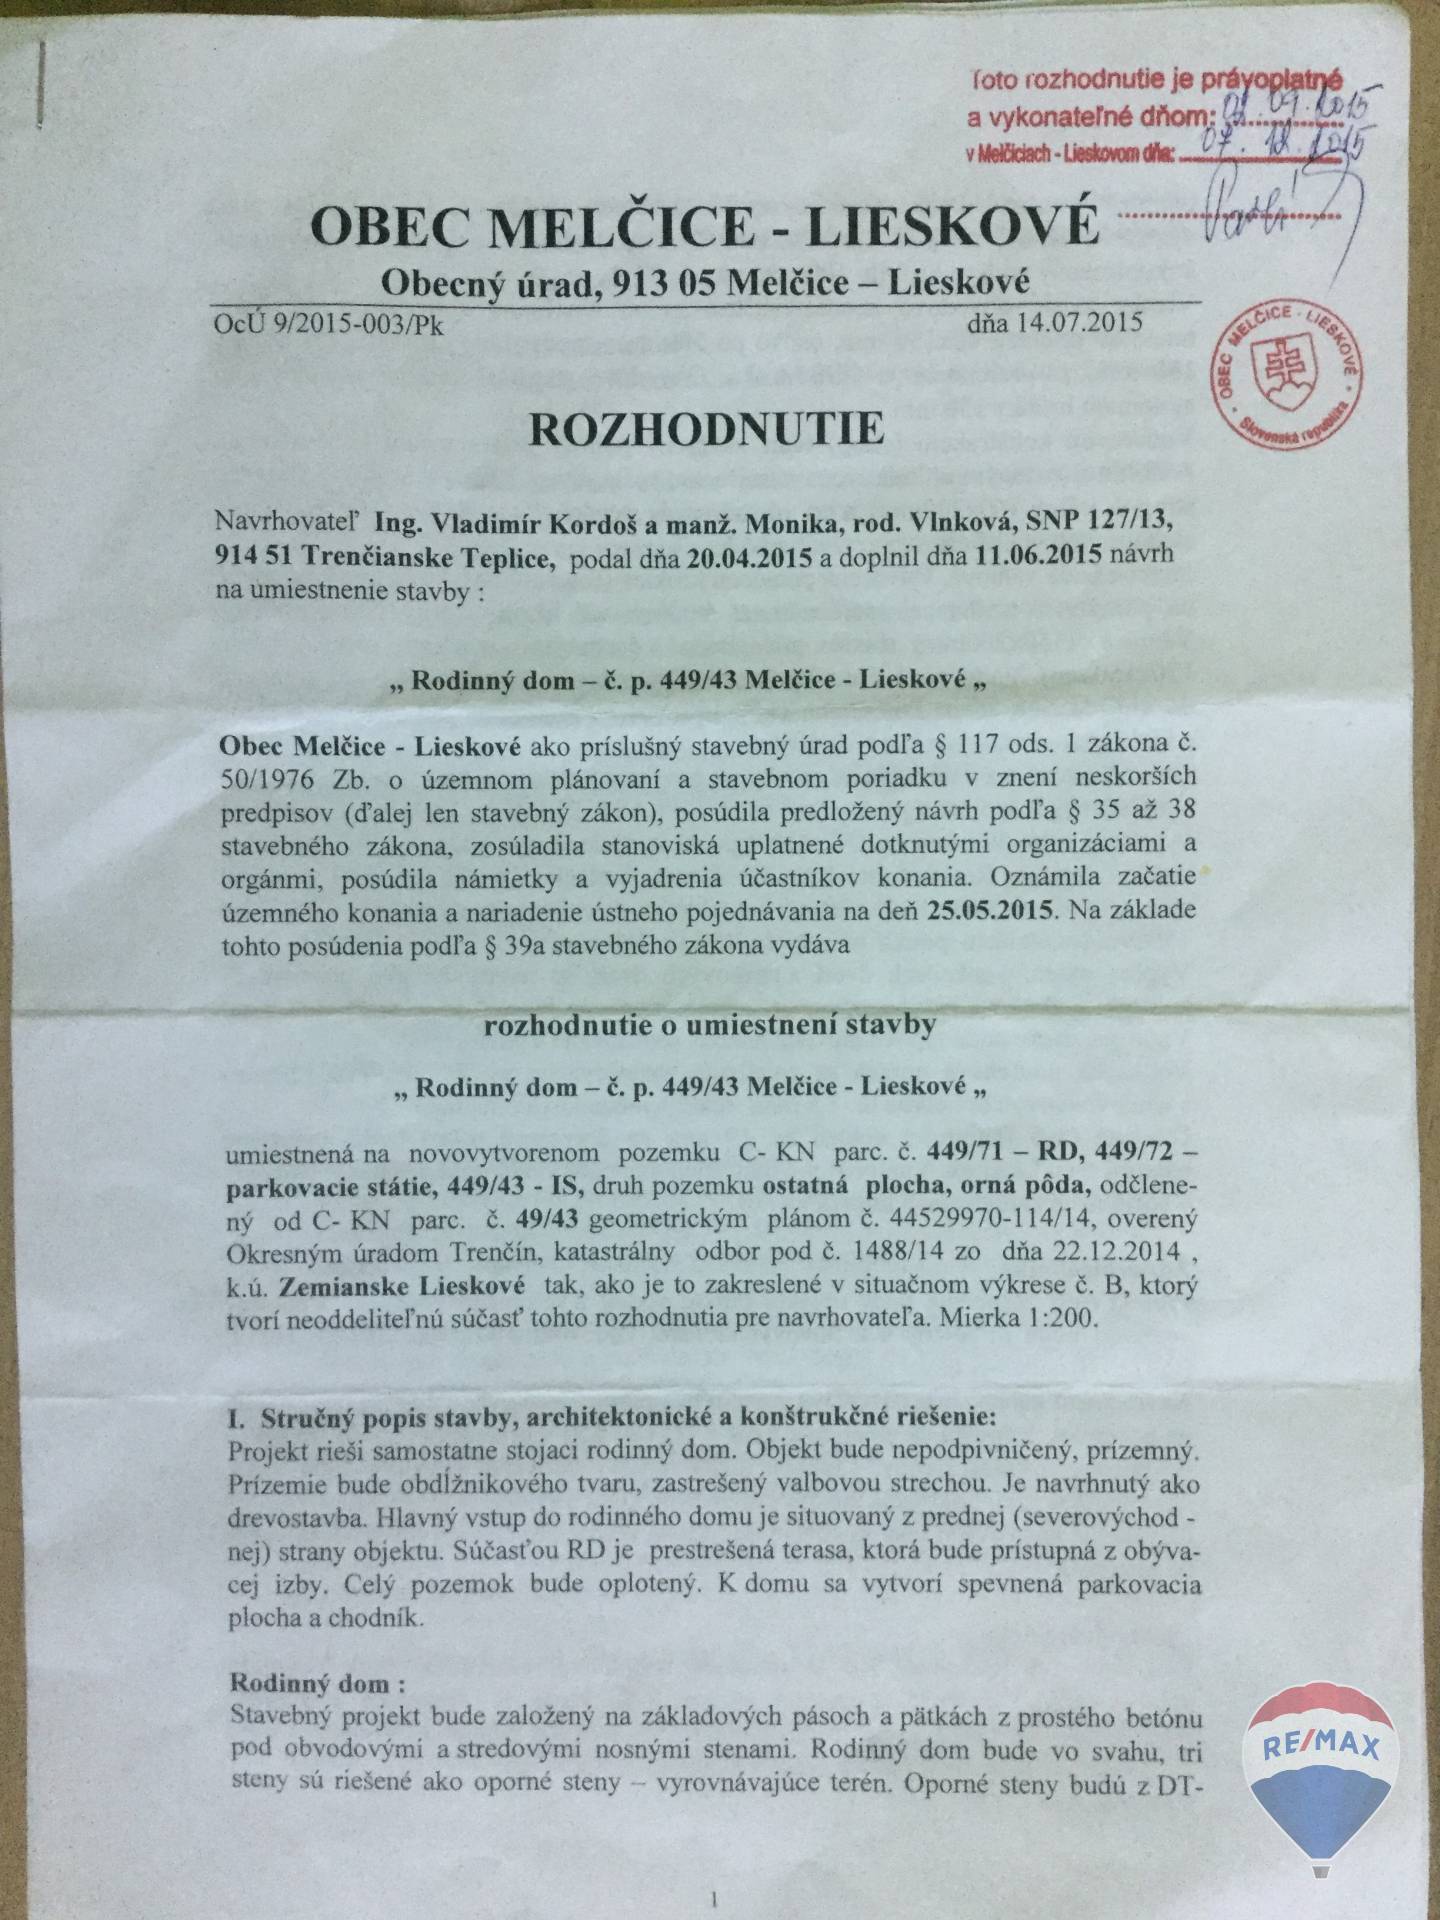 Toto rozhodnutie je právoplatné
a vykonateľné dňom: 09.2015
v Melčiciach - Lieskovom dňa: 07. 12. 2015
OBEC MELČICE - LIESKOVÉ
Obecný úrad, 913 05 Melčice – Lieskové
OcÚ 9/2015-003/Pk dňa 14.07.2015
OBEC MELČICE - LIESKOVÉ
Slovenská republika
ROZHODNUTIE
Navrhovateľ Ing. Vladimír Kordoš a manž. Monika, rod. Vlnková, SNP 127/13,
914 51 Trenčianske Teplice, podal dňa 20.04.2015 a doplnil dňa 11.06.2015 návrh
na umiestnenie stavby :
„ Rodinný dom – č. p. 449/43 Melčice - Lieskové „
Obec Melčice - Lieskové ako príslušný stavebný úrad podľa § 117 ods. 1 zákona č.
50/1976 Zb. o územnom plánovaní a stavebnom poriadku v znení neskorších
predpisov (ďalej len stavebný zákon), posúdila predložený návrh podľa § 35 až 38
stavebného zákona, zosúladila stanoviská uplatnené dotknutými organizáciami a
orgánmi, posúdila námietky a vyjadrenia účastníkov konania. Oznámila začatie
územného konania a nariadenie ústneho pojednávania na deň 25.05.2015. Na základe
tohto posúdenia podľa § 39a stavebného zákona vydáva
rozhodnutie o umiestnení stavby
„ Rodinný dom – č. p. 449/43 Melčice - Lieskové „
umiestnená na novovytvorenom pozemku C- KN parc. č. 449/71 – RD, 449/72 –
parkovacie státie, 449/43 - IS, druh pozemku ostatná plocha, orná pôda, odčlene-
ný od C- KN parc. č. 49/43 geometrickým plánom č. 44529970-114/14, overený
Okresným úradom Trenčín, katastrálny odbor pod č. 1488/14 zo dňa 22.12.2014 ,
k.ú. Zemianske Lieskové tak, ako je to zakreslené v situačnom výkrese č. B, ktorý
tvorí neoddeliteľnú súčasť tohto rozhodnutia pre navrhovateľa. Mierka 1:200.
I. Stručný popis stavby, architektonické a konštrukčné riešenie:
Projekt rieši samostatne stojaci rodinný dom. Objekt bude nepodpivničený, prízemný.
Prízemie bude obdĺžnikového tvaru, zastrešený valbovou strechou. Je navrhnutý ako
drevostavba. Hlavný vstup do rodinného domu je situovaný z prednej (severovýchod -
nej) strany objektu. Súčasťou RD je prestrešená terasa, ktorá bude prístupná z obýva-
cej izby. Celý pozemok bude oplotený. K domu sa vytvorí spevnená parkovacia
plocha a chodník.
Rodinný dom :
Stavebný projekt bude založený na základových pásoch a pätkách z prostého betónu
pod obvodovými a stredovými nosnými stenami. Rodinný dom bude vo svahu, tri
steny sú riešené ako oporné steny – vyrovnávajúce terén. Oporné steny budú z DT-
RE/MAX
1